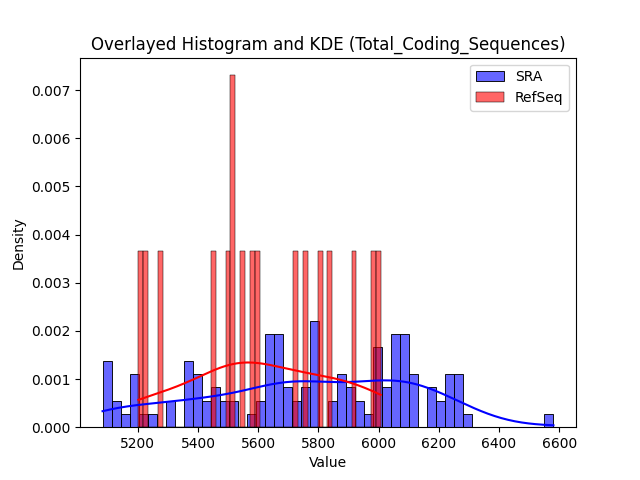 Overlayed Histogram and KDE (Total_Coding_Sequences)
SRA
RefSeq
0.007
0.006
0.005
0.004
0.003
0.002
0.001
0.000
Density
5200 5400 5600 5800 6000 6200 6400 6600
Value